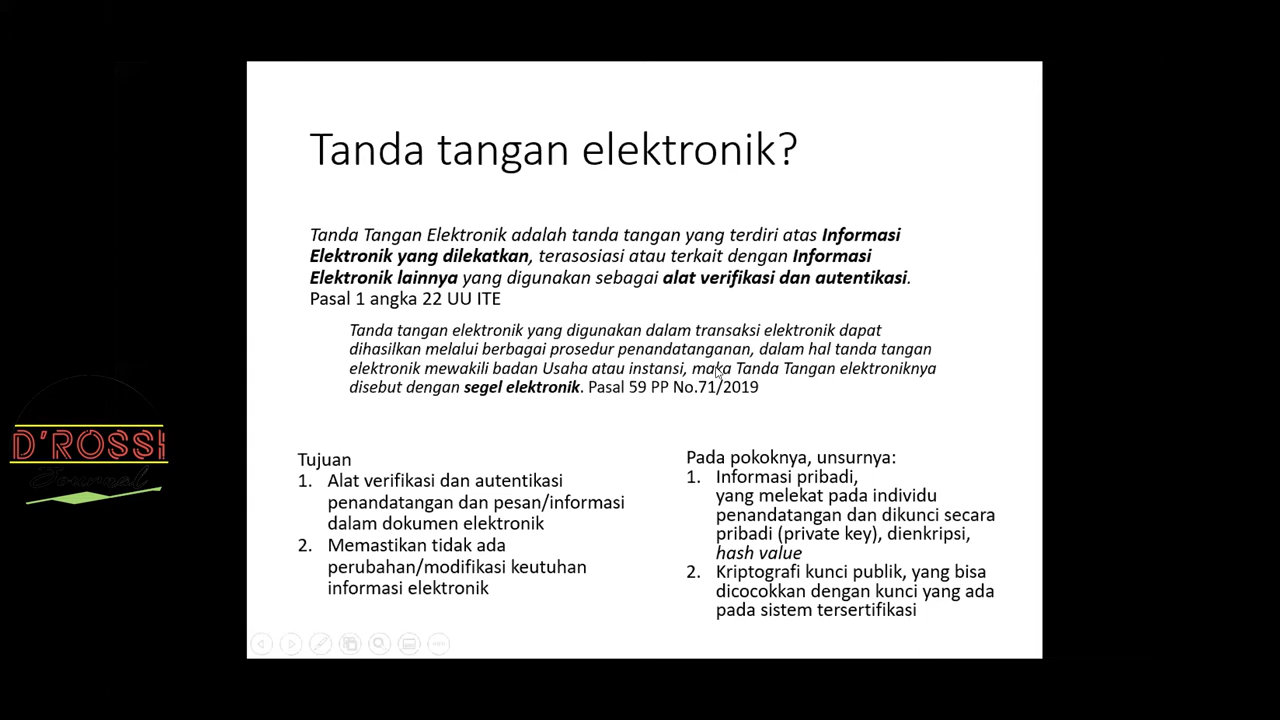 Tanda tangan elektronik?
Tanda Tangan Elektronik adalah tanda tangan yang terdiri atas Informasi
Elektronik yang dilekatkan, terasosiasi atau terkait dengan Informasi
Elektronik lainnya yang digunakan sebagai alat verifikasi dan autentikasi.
Pasal 1 angka 22 UU ITE
Tanda tangan elektronik yang digunakan dalam transaksi elektronik dapat
dihasilkan melalui berbagai prosedur penandatanganan, dalam hal tanda tangan
elektronik mewakili badan Usaha atau instansi, maka Tanda Tangan elektroniknya
disebut dengan segel elektronik. Pasal 59 PP No.71/2019
Tujuan
1. Alat verifikasi dan autentikasi
penandatangan dan pesan/informasi
dalam dokumen elektronik
2. Memastikan tidak ada
perubahan/modifikasi keutuhan
informasi elektronik
Pada pokoknya, unsurnya:
1. Informasi pribadi,
yang melekat pada individu
penandatangan dan dikunci secara
pribadi (private key), dienkripsi,
hash value
2. Kriptografi kunci publik, yang bisa
dicocokkan dengan kunci yang ada
pada sistem tersertifikasi
D'ROSSI
Journal